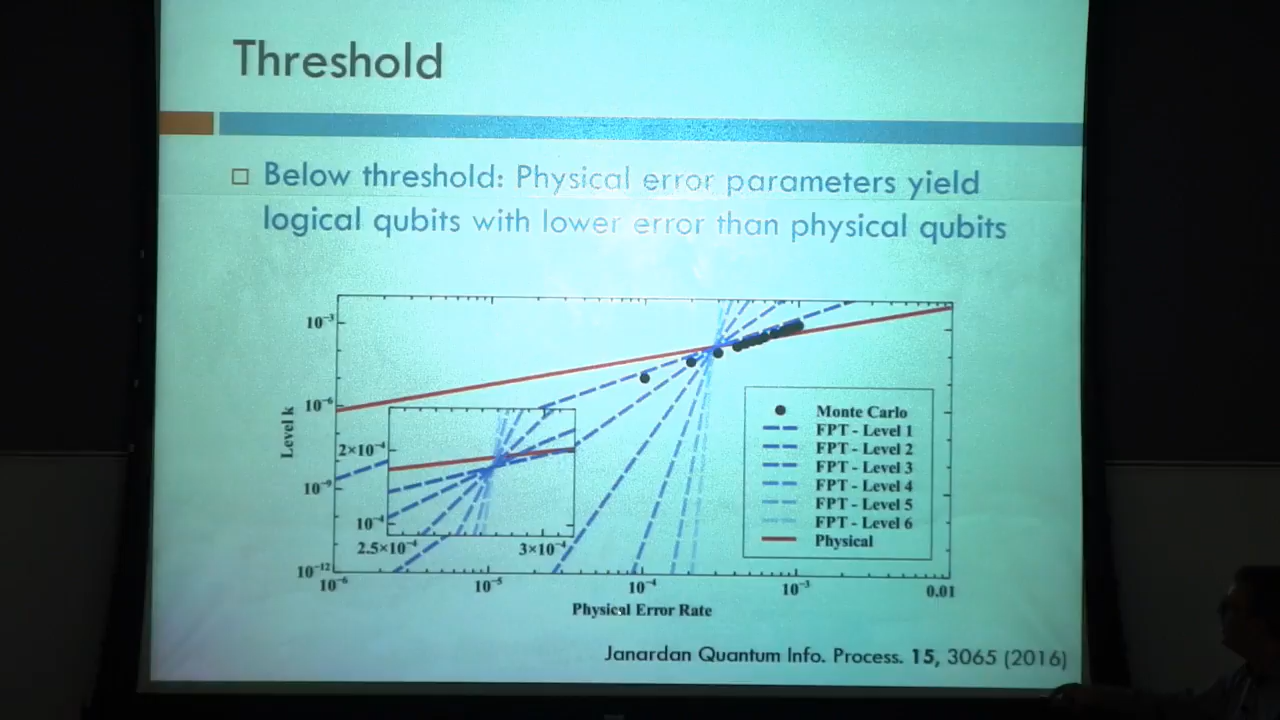 Threshold
Below threshold: Physical error parameters yield
logical qubits with lower error than physical qubits
10⁻³
10⁻⁶
10⁻⁹
10⁻¹²
Level k
2×10⁻⁴
10⁻⁴
2.5×10⁻⁴
3×10⁻⁴
Monte Carlo
FPT - Level 1
FPT - Level 2
FPT - Level 3
FPT - Level 4
FPT - Level 5
FPT - Level 6
Physical
10⁻⁶
10⁻⁵
10⁻⁴
10⁻³
0.01
Physical Error Rate
Janardan Quantum Info. Process. 15, 3065 (2016)